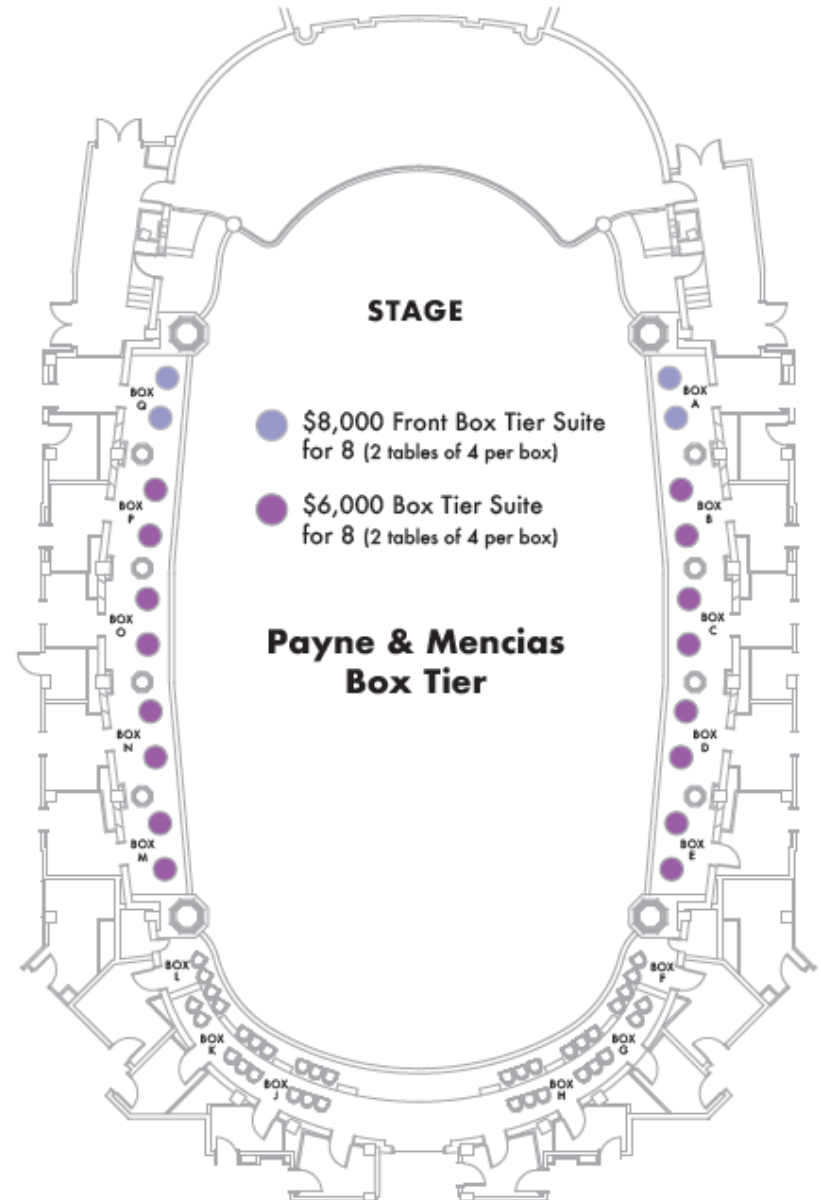 STAGE
$8,000 Front Box Tier Suite
for 8 (2 tables of 4 per box)
$6,000 Box Tier Suite
for 8 (2 tables of 4 per box)
Payne & Mencias
Box Tier
BOX
Q
BOX
P
BOX
O
BOX
N
BOX
M
BOX
L
BOX
K
BOX
J
BOX
A
BOX
B
BOX
C
BOX
D
BOX
E
BOX
F
BOX
G
BOX
H